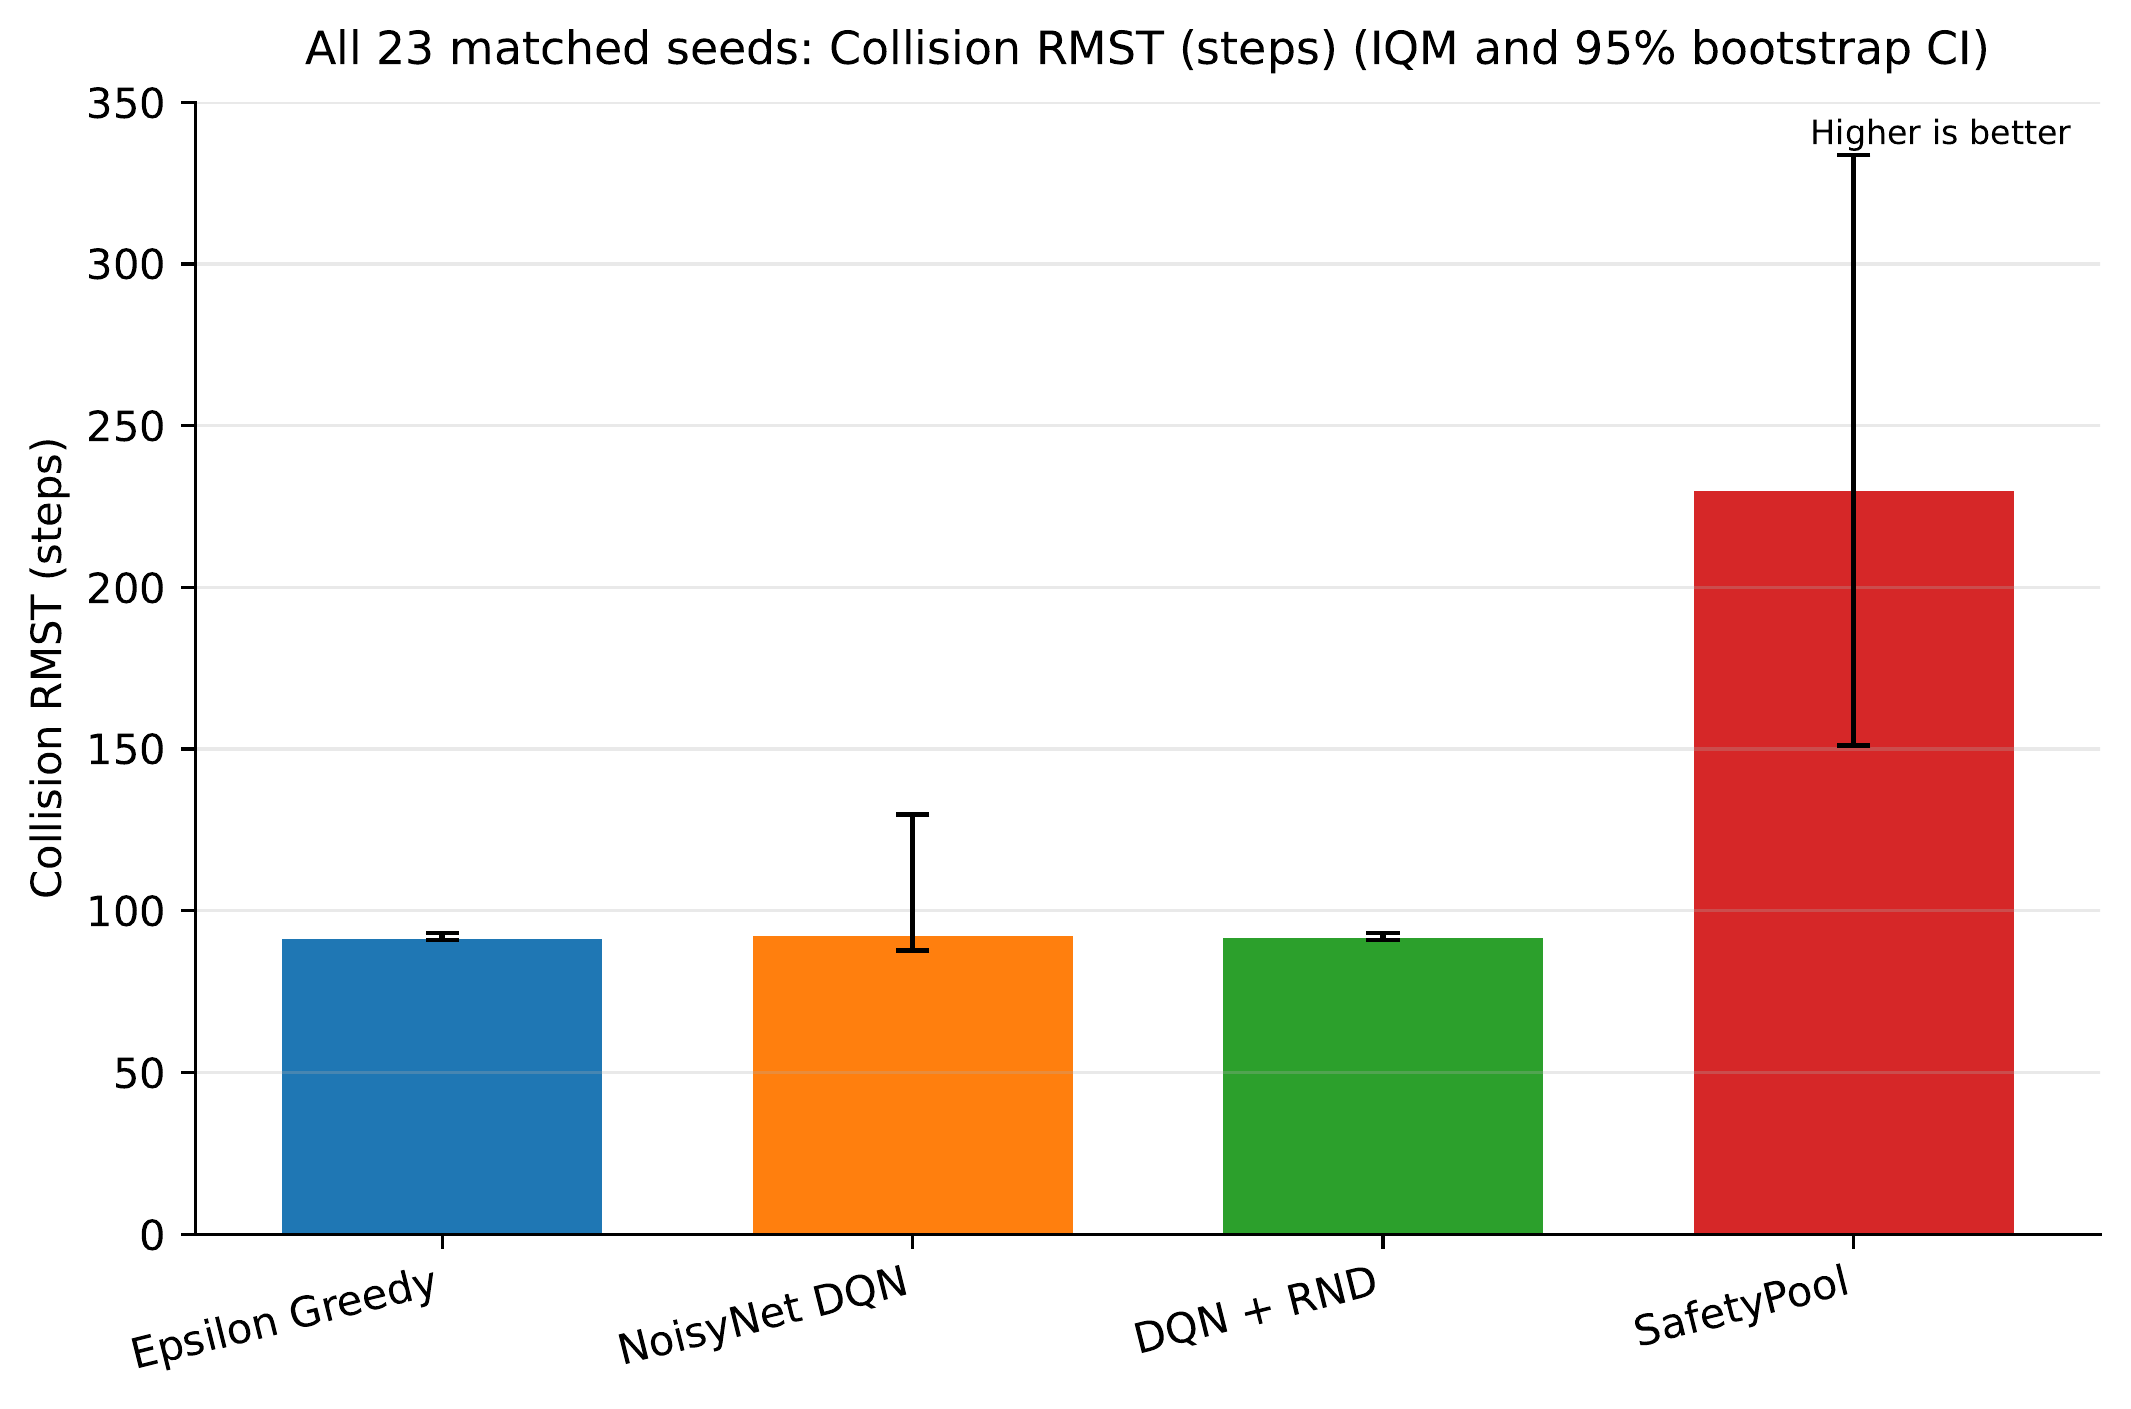 All 23 matched seeds: Collision RMST (steps) (IQM and 95% bootstrap CI)
Higher is better
Collision RMST (steps)
350
300
250
200
150
100
50
0
Epsilon Greedy
NoisyNet DQN
DQN + RND
SafetyPool